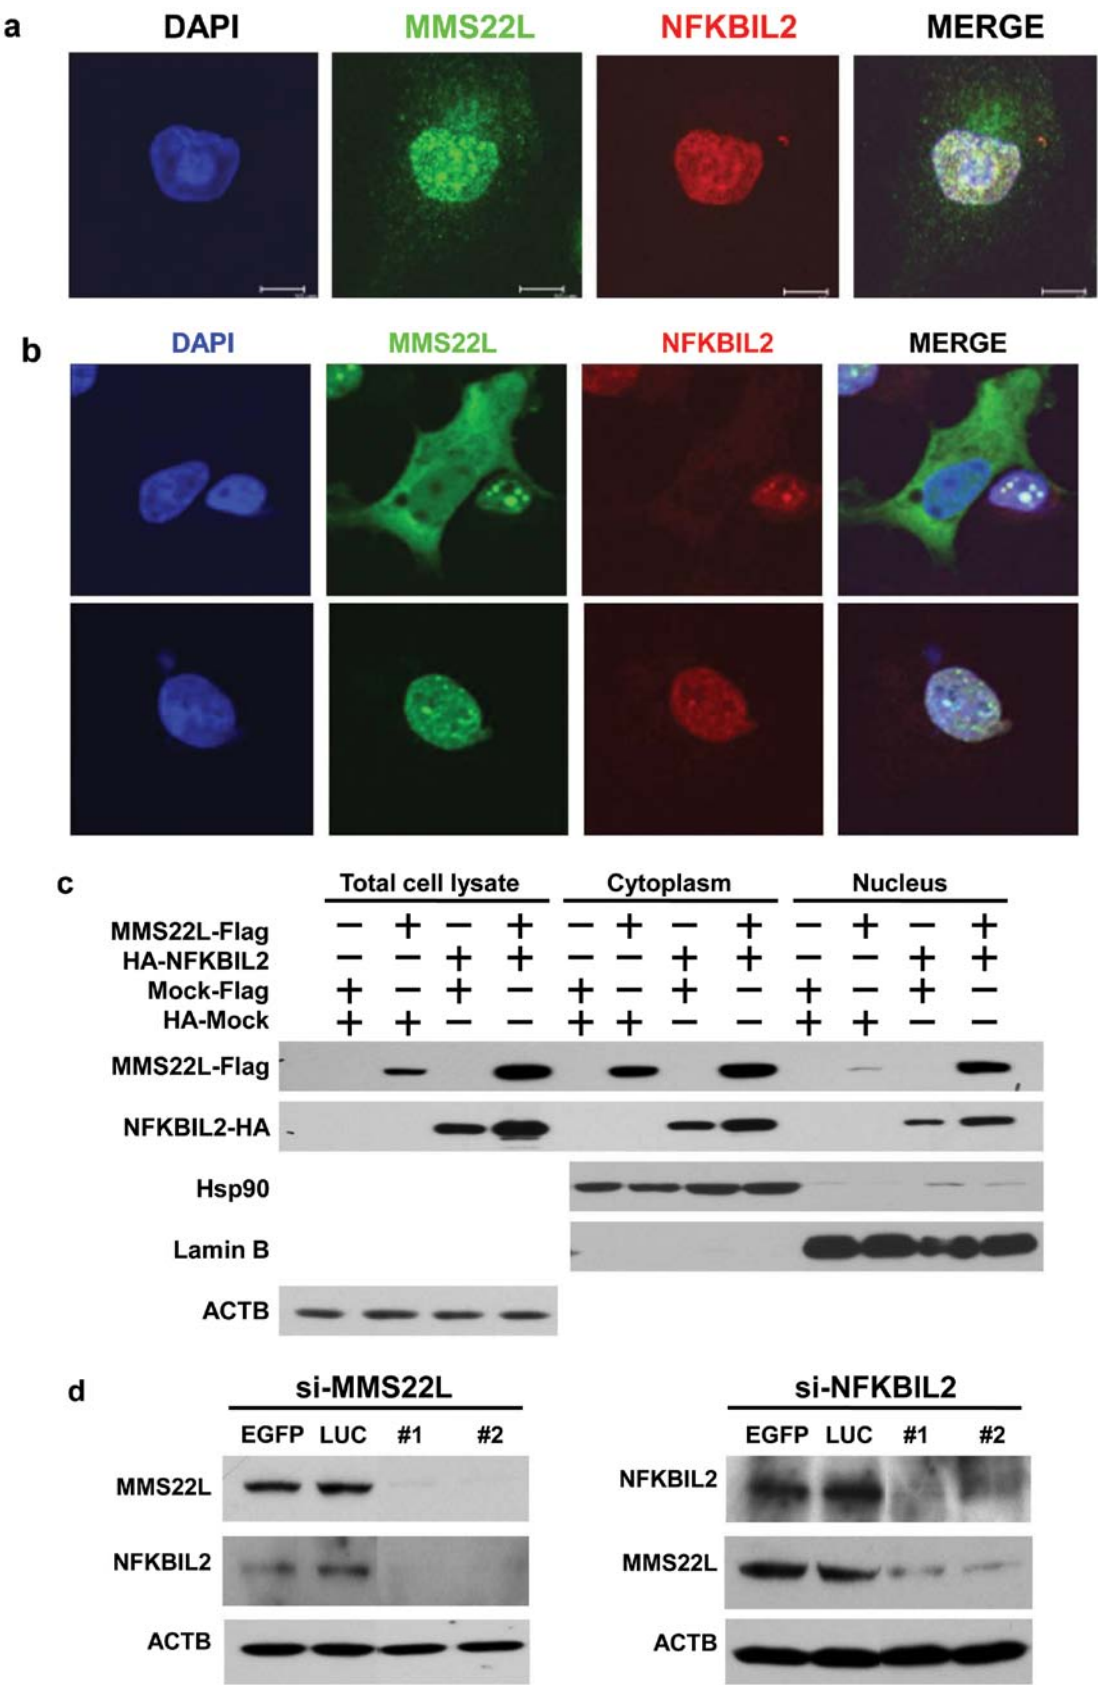 a
DAPI MMS22L NFKBIL2 MERGE
b
DAPI MMS22L NFKBIL2 MERGE
c
Total cell lysate Cytoplasm Nucleus
MMS22L-Flag − + − + − + − + − + − +
HA-NFKBIL2 − − + + − − + + − − + +
Mock-Flag + − + − + − + − + − + −
HA-Mock + + − − + + − − + + − −
MMS22L-Flag
NFKBIL2-HA
Hsp90
Lamin B
ACTB
d
si-MMS22L
EGFP LUC #1 #2
MMS22L
NFKBIL2
ACTB
si-NFKBIL2
EGFP LUC #1 #2
NFKBIL2
MMS22L
ACTB